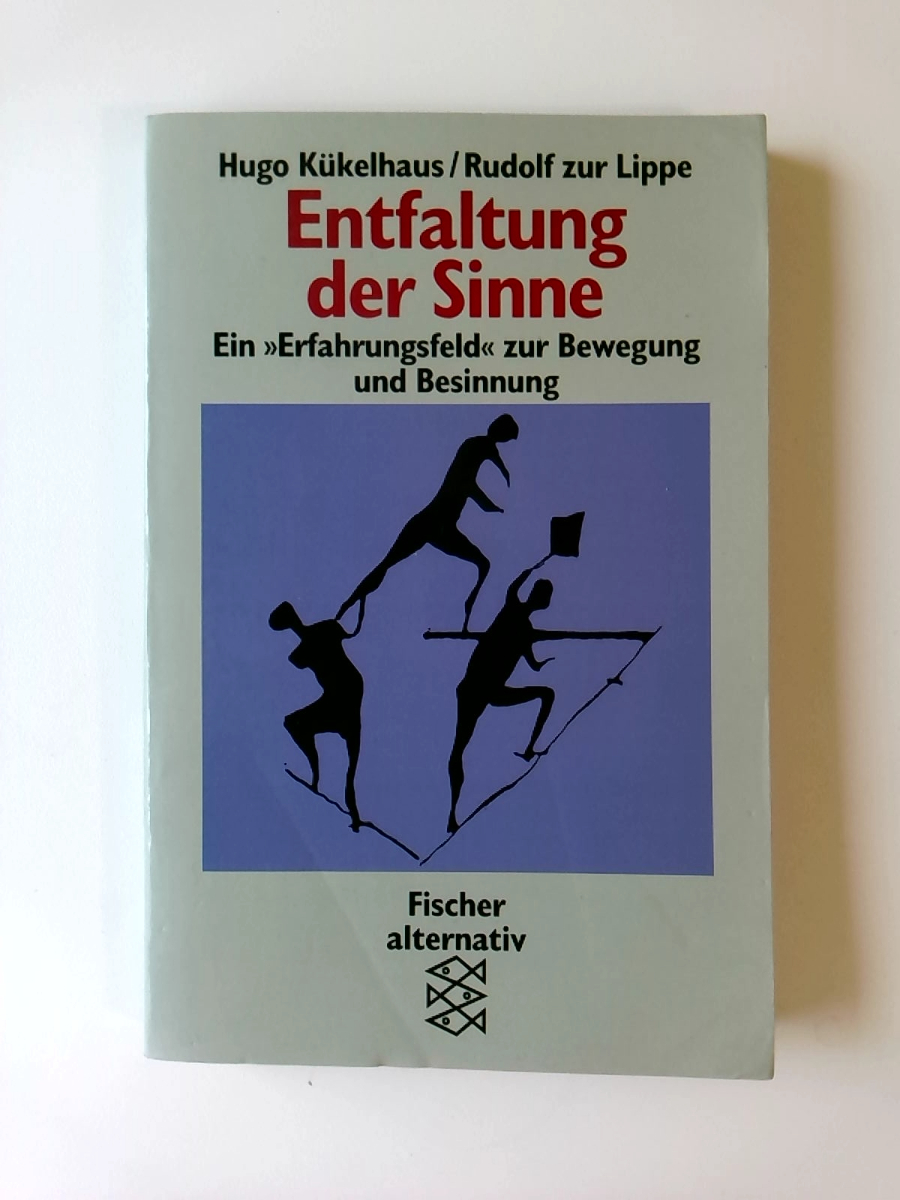 Hugo Kükelhaus/Rudolf zur Lippe
Entfaltung
der Sinne
Ein »Erfahrungsfeld« zur Bewegung
und Besinnung
Fischer
alternativ